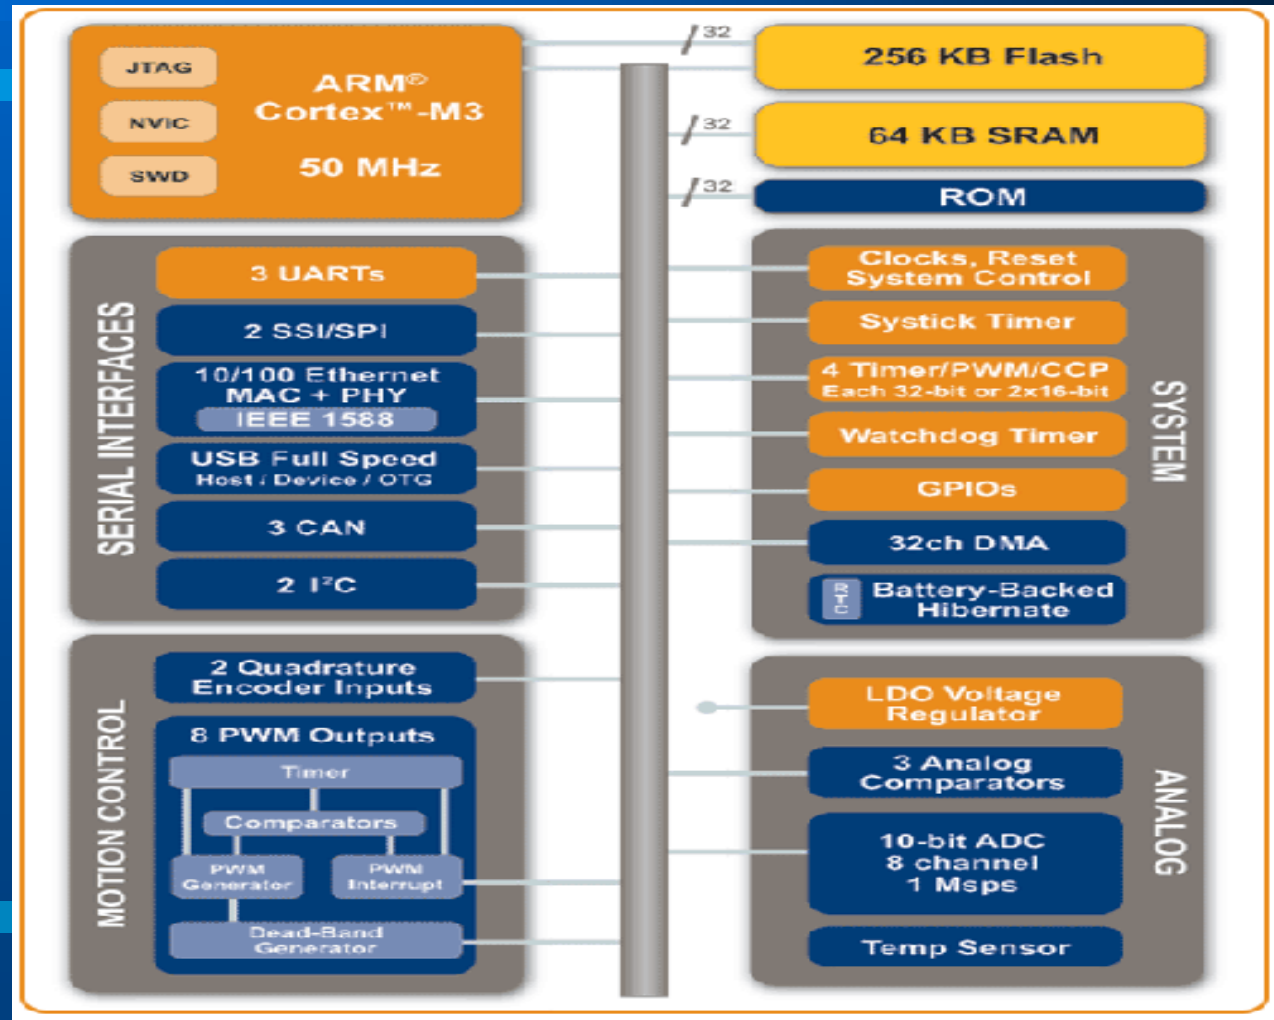 JTAG
NVIC
SWD
ARM®
Cortex™-M3
50 MHz
32
256 KB Flash
32
64 KB SRAM
32
ROM
SERIAL INTERFACES
3 UARTs
2 SSI/SPI
10/100 Ethernet
MAC + PHY
IEEE 1588
USB Full Speed
Host / Device / OTG
3 CAN
2 I²C
SYSTEM
Clocks, Reset
System Control
Systick Timer
4 Timer/PWM/CCP
Each 32-bit or 2x16-bit
Watchdog Timer
GPIOs
32ch DMA
RTC
Battery-Backed
Hibernate
MOTION CONTROL
2 Quadrature
Encoder Inputs
8 PWM Outputs
Timer
Comparators
PWM
Generator
PWM
Interrupt
Dead-Band
Generator
ANALOG
LDO Voltage
Regulator
3 Analog
Comparators
10-bit ADC
8 channel
1 Msps
Temp Sensor